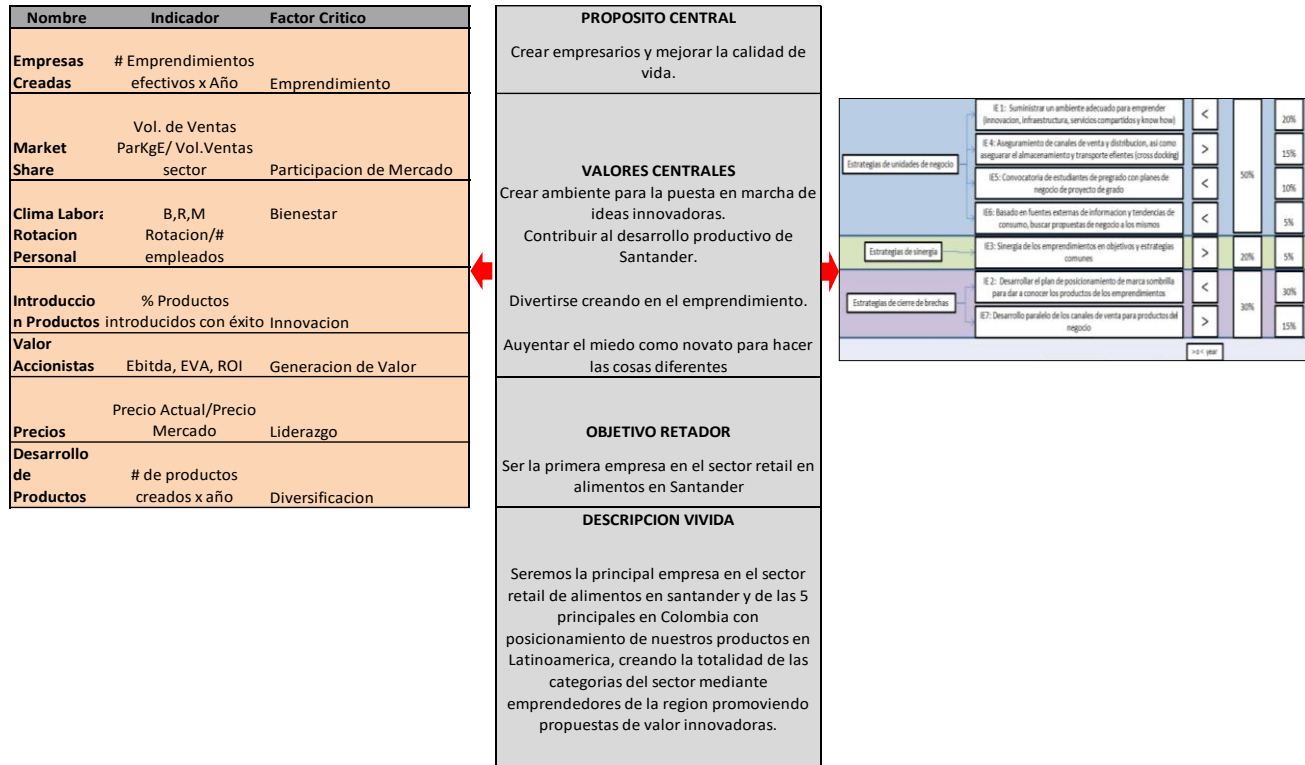 Nombre Indicador Factor Critico
Empresas # Emprendimientos
Creadas efectivos x Año Emprendimiento
Vol. de Ventas
Market ParKgE/ Vol.Ventas
Share sector Participacion de Mercado
Clima Labora B,R,M Bienestar
Rotacion Rotacion/#
Personal empleados
Introduccio % Productos
n Productos introducidos con éxito Innovacion
Valor
Accionistas Ebitda, EVA, ROI Generacion de Valor
Precio Actual/Precio
Precios Mercado Liderazgo
Desarrollo
de # de productos
Productos creados x año Diversificacion
PROPOSITO CENTRAL
Crear empresarios y mejorar la calidad de
vida.
VALORES CENTRALES
Crear ambiente para la puesta en marcha de
ideas innovadoras.
Contribuir al desarrollo productivo de
Santander.
Divertirse creando en el emprendimiento.
Auyentar el miedo como novato para hacer
las cosas diferentes
OBJETIVO RETADOR
Ser la primera empresa en el sector retail en
alimentos en Santander
DESCRIPCION VIVIDA
Seremos la principal empresa en el sector
retail de alimentos en santander y de las 5
principales en Colombia con
posicionamiento de nuestros productos en
Latinoamerica, creando la totalidad de las
categorias del sector mediante
emprendedores de la region promoviendo
propuestas de valor innovadoras.
Estrategias de unidades de negocio
IE 1: Suministrar un ambiente adecuado para emprender
(innovacion, infraestructura, servicios compartidos y know how)
< 20%
IE 4: Aseguramiento de canales de venta y distribucion, asi como
aseguarar el almacenamiento y transporte efientes (cross docking)
> 15%
50%
IE5: Convocatoria de estudiantes de pregrado con planes de
negocio de proyecto de grado
< 10%
IE6: Basado en fuentes externas de informacion y tendencias de
consumo, buscar propuestas de negocio a los mismos
< 5%
Estrategias de sinergia
IE3: Sinergia de los emprendimientos en objetivos y estrategias
comunes
> 20% 5%
Estrategias de cierre de brechas
IE 2: Desarrollar el plan de posicionamiento de marca sombrilla
para dar a conocer los productos de los emprendimientos
< 30%
30%
IE7: Desarrollo paralelo de los canales de venta para productos del
negocio
> 15%
>o< year